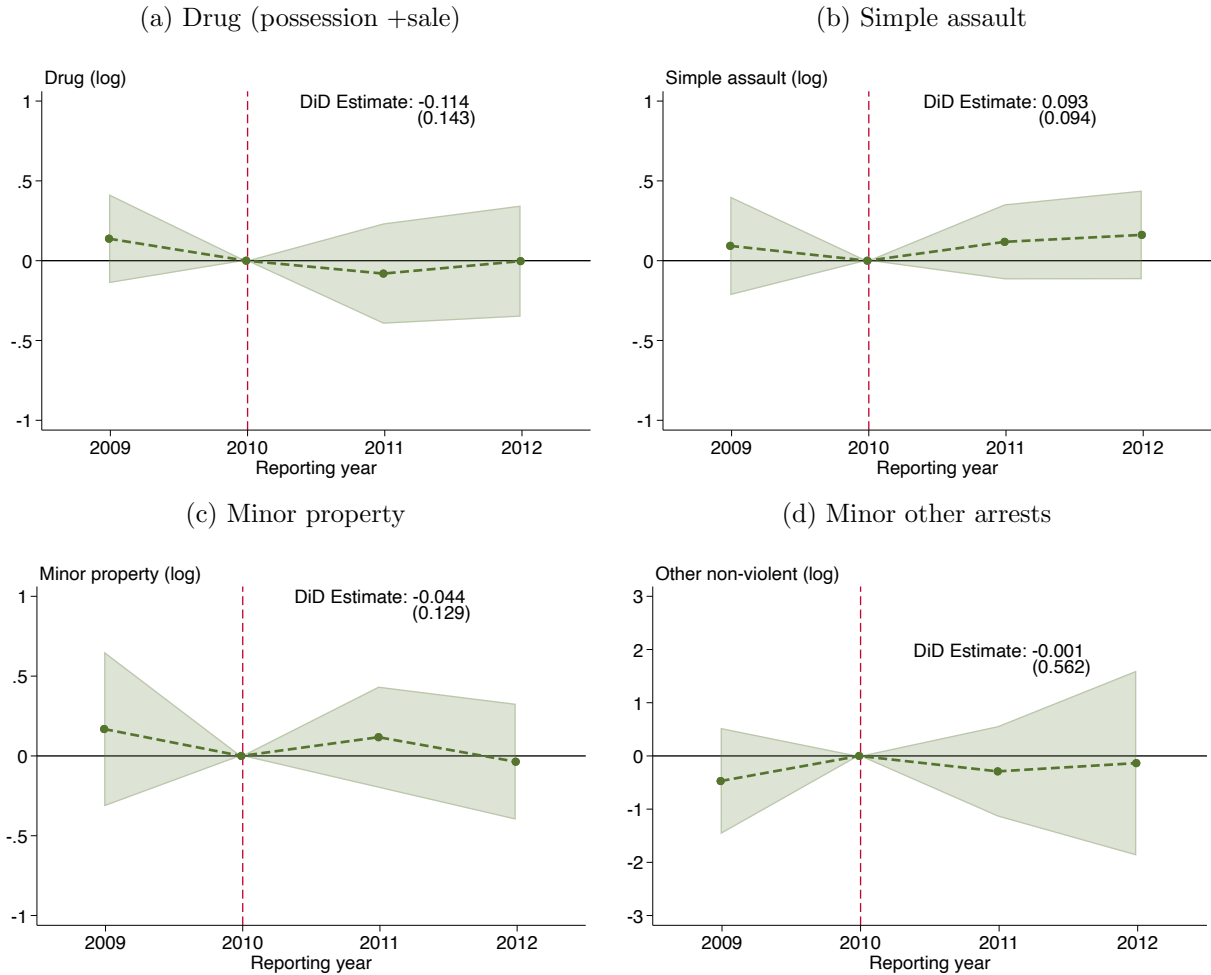 (a) Drug (possession +sale)
Drug (log)
DiD Estimate: -0.114
(0.143)
1
.5
0
-.5
-1
2009 2010 2011 2012
Reporting year
(b) Simple assault
Simple assault (log)
DiD Estimate: 0.093
(0.094)
1
.5
0
-.5
-1
2009 2010 2011 2012
Reporting year
(c) Minor property
Minor property (log)
DiD Estimate: -0.044
(0.129)
1
.5
0
-.5
-1
2009 2010 2011 2012
Reporting year
(d) Minor other arrests
Other non-violent (log)
3
DiD Estimate: -0.001
(0.562)
2
1
0
-1
-2
-3
2009 2010 2011 2012
Reporting year